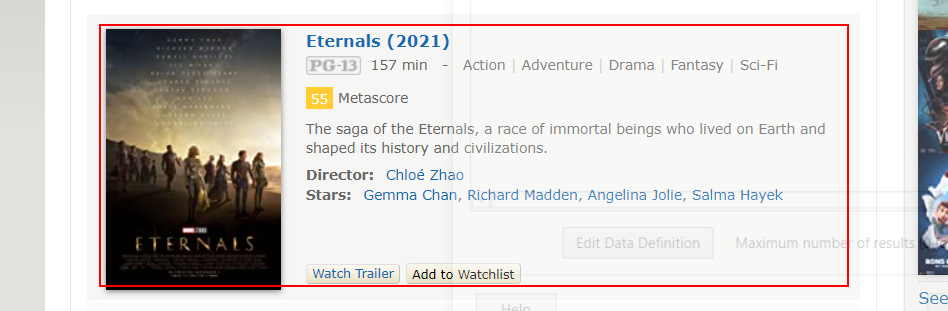 Eternals (2021)
PG-13 157 min - Action | Adventure | Drama | Fantasy | Sci-Fi
55 Metascore
The saga of the Eternals, a race of immortal beings who lived on Earth and
shaped its history and civilizations.
Director: Chloé Zhao
Stars: Gemma Chan, Richard Madden, Angelina Jolie, Salma Hayek
ETERNALS
Edit Data Definition Maximum number of results to
Watch Trailer Add to Watchlist
Help
See